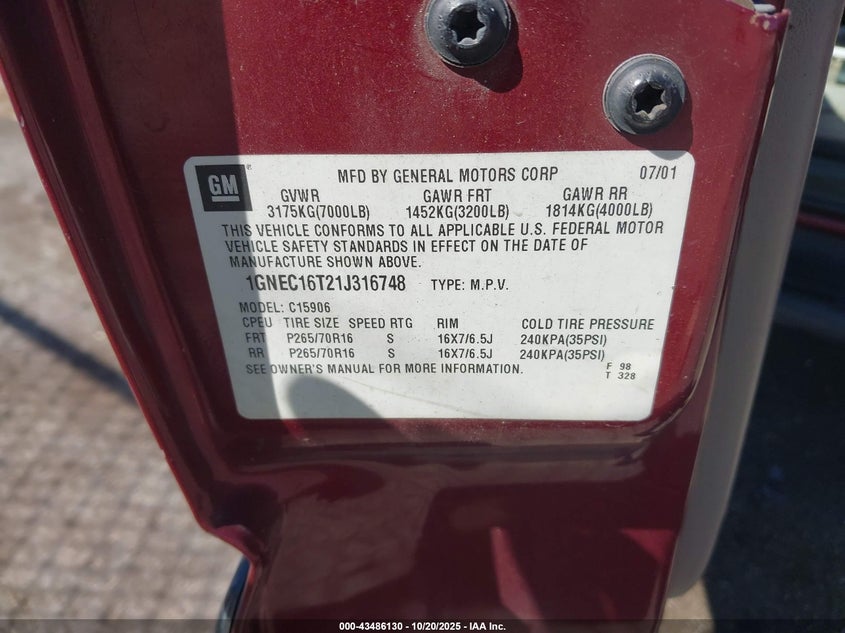 GM
MFD BY GENERAL MOTORS CORP 07/01
GVWR GAWR FRT GAWR RR
3175KG(7000LB) 1452KG(3200LB) 1814KG(4000LB)
THIS VEHICLE CONFORMS TO ALL APPLICABLE U.S. FEDERAL MOTOR
VEHICLE SAFETY STANDARDS IN EFFECT ON THE DATE OF
MANUFACTURE SHOWN ABOVE.
1GNEC16T21J316748 TYPE: M.P.V.
MODEL: C15906
CPEU TIRE SIZE SPEED RTG RIM COLD TIRE PRESSURE
FRT P265/70R16 S 16X7/6.5J 240KPA(35PSI)
RR P265/70R16 S 16X7/6.5J 240KPA(35PSI)
SEE OWNER'S MANUAL FOR MORE INFORMATION.
F 98
T 328
000-43486130 - 10/20/2025 - IAA Inc.